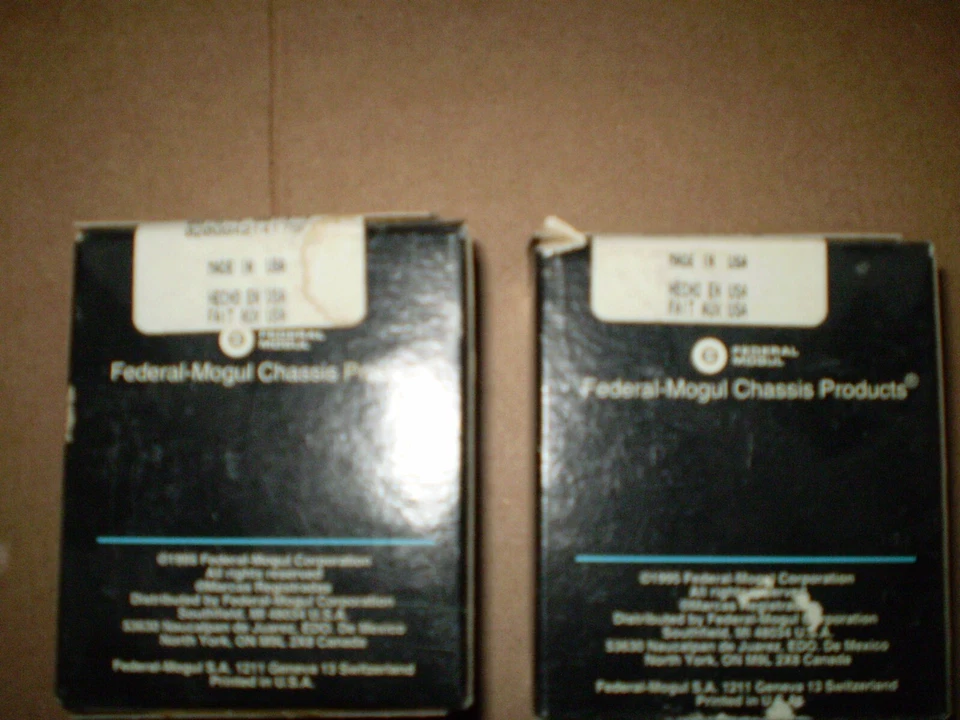 MADE IN USA
HECHO EN USA
FAIT AUX USA
FEDERAL
MOGUL
Federal-Mogul Chassis
©1995 Federal-Mogul Corporation
All rights reserved
®Marcas Registradas
Distributed by Federal-Mogul Corporation
Southfield, MI 48034 U.S.A.
53630 Naucalpan de Juarez, EDO. De Mexico
North York, ON M9L 2X8 Canada
Federal-Mogul S.A. 1211 Geneva 13 Switzerland
Printed in U.S.A.
MADE IN USA
HECHO EN USA
FAIT AUX USA
FEDERAL
MOGUL
Federal-Mogul Chassis Products®
©1995 Federal-Mogul Corporation
All rights
Distributed by Federal-Mogul
Southfield, MI 48034 U.S.A.
53630 Naucalpan de Juarez, EDO. De Mexico
North York, ON M9L 2X8 Canada
Federal-Mogul S.A. 1211 Geneva 13 Switzerland
Printed in